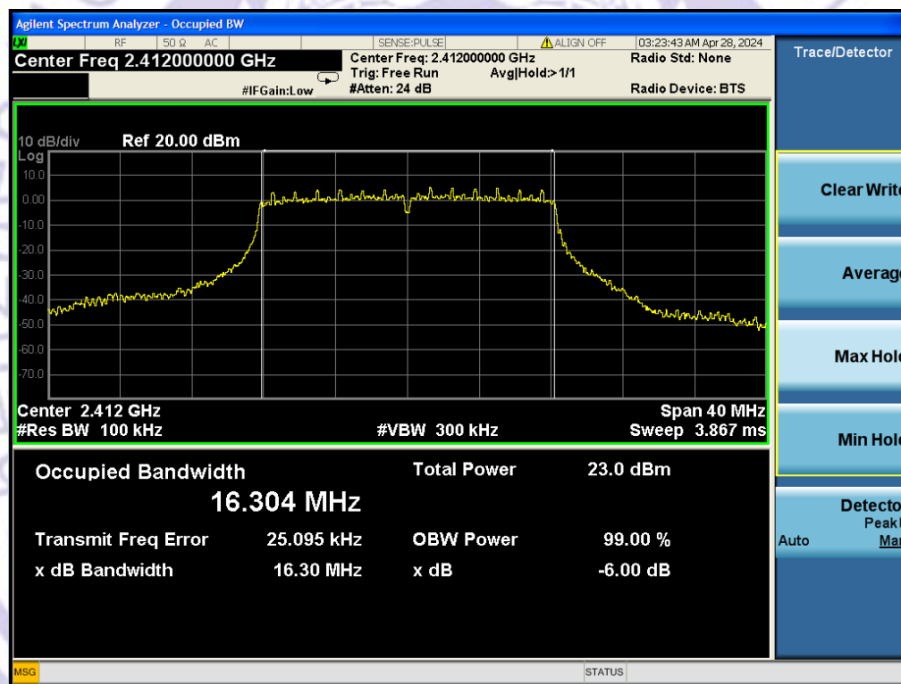 Agilent Spectrum Analyzer - Occupied BW
LXI RF 50 Ω AC SENSE:PULSE ALIGN OFF 03:23:43 AM Apr 28, 2024
Center Freq 2.412000000 GHz
Center Freq: 2.412000000 GHz
Radio Std: None
Trig: Free Run Avg|Hold:> 1/1
#IFGain:Low #Atten: 24 dB Radio Device: BTS
10 dB/div Ref 20.00 dBm
Log
10.0
0.00
-10.0
-20.0
-30.0
-40.0
-50.0
-60.0
-70.0
Center 2.412 GHz Span 40 MHz
#Res BW 100 kHz #VBW 300 kHz Sweep 3.867 ms
Occupied Bandwidth Total Power 23.0 dBm
16.304 MHz
Transmit Freq Error 25.095 kHz OBW Power 99.00 %
x dB Bandwidth 16.30 MHz x dB -6.00 dB
MSG STATUS
Trace/Detector
Clear Write
Average
Max Hold
Min Hold
Detector
Peak
Auto Man